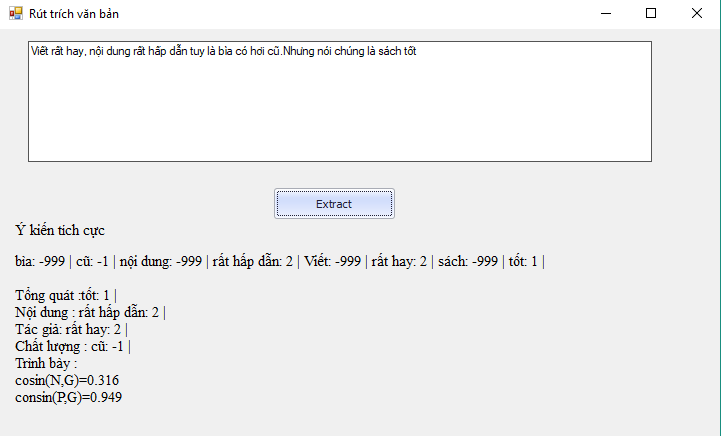 Rút trích văn bản
Viết rất hay, nội dung rất hấp dẫn tuy là bìa có hơi cũ.Nhưng nói chúng là sách tốt
Extract
Ý kiến tich cực
bìa: -999 | cũ: -1 | nội dung: -999 | rất hấp dẫn: 2 | Viết: -999 | rất hay: 2 | sách: -999 | tốt: 1 |
Tổng quát :tốt: 1 |
Nội dung : rất hấp dẫn: 2 |
Tác giả: rất hay: 2 |
Chất lượng : cũ: -1 |
Trình bày :
cosin(N,G)=0.316
consin(P,G)=0.949